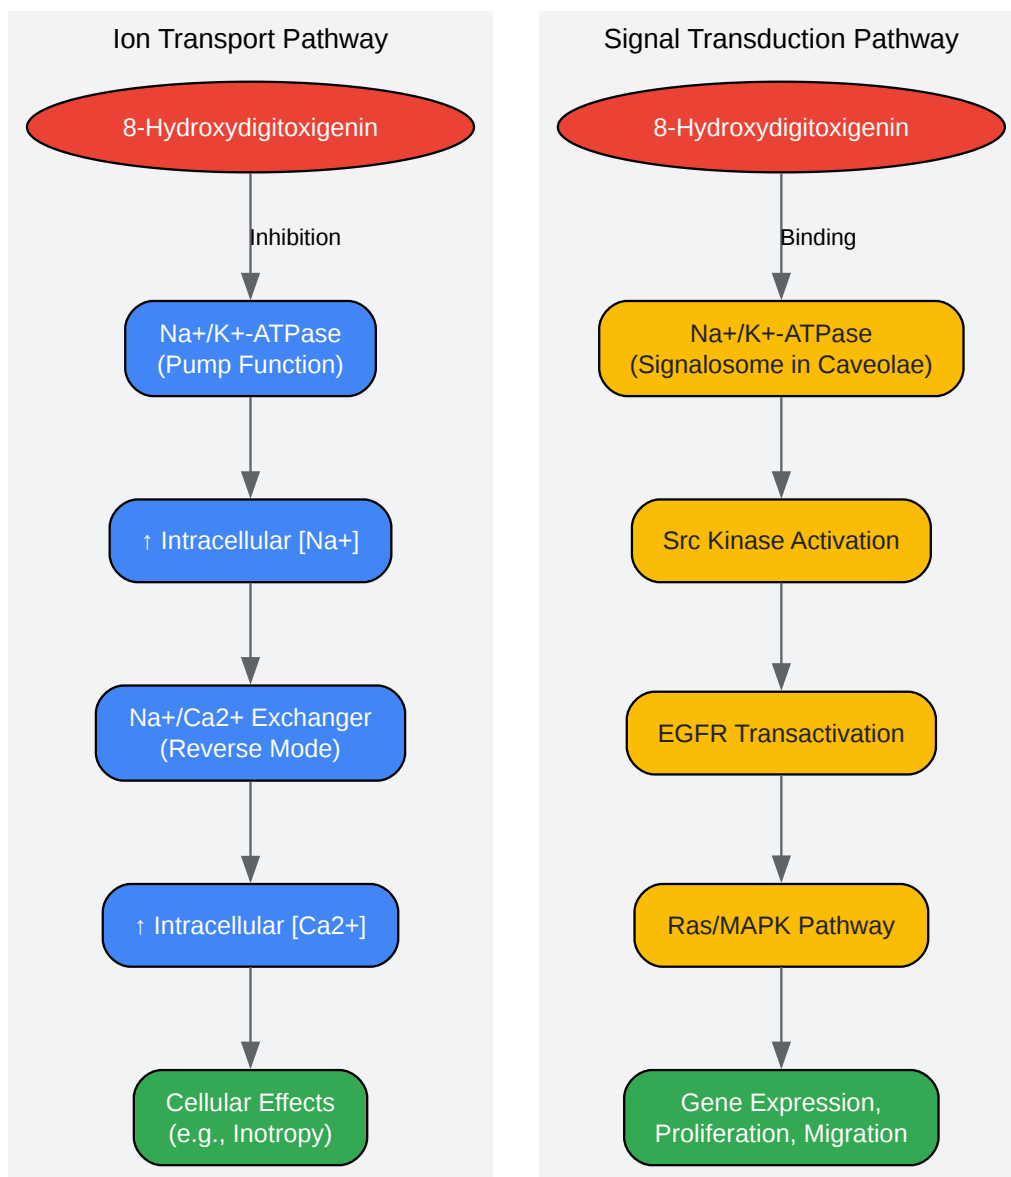 Ion Transport Pathway
8-Hydroxydigitoxigenin
Inhibition
Na+/K+-ATPase
(Pump Function)
↑ Intracellular [Na+]
Na+/Ca2+ Exchanger
(Reverse Mode)
↑ Intracellular [Ca2+]
Cellular Effects
(e.g., Inotropy)
Signal Transduction Pathway
8-Hydroxydigitoxigenin
Binding
Na+/K+-ATPase
(Signalosome in Caveolae)
Src Kinase Activation
EGFR Transactivation
Ras/MAPK Pathway
Gene Expression,
Proliferation, Migration